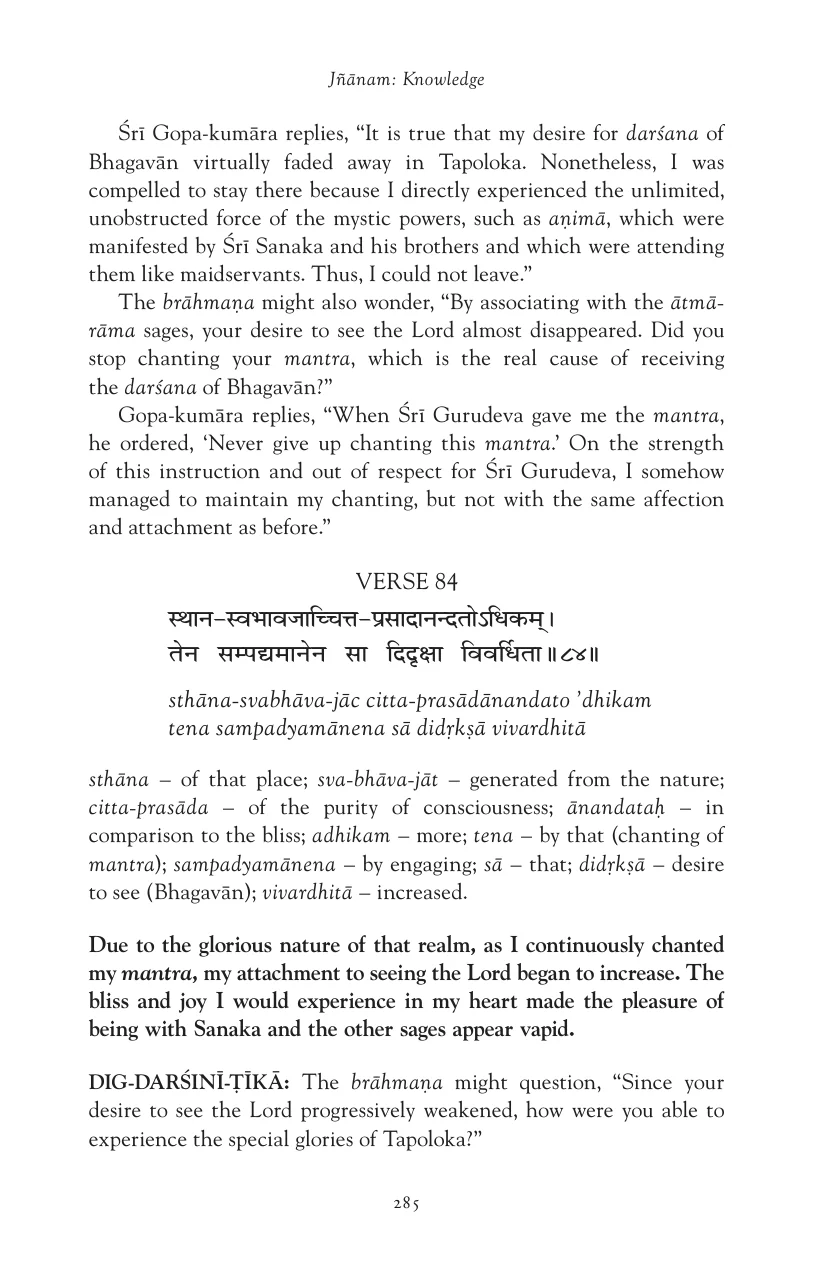 Jñānam: Knowledge
Śrī Gopa-kumāra replies, “It is true that my desire for darśana of
Bhagavān virtually faded away in Tapoloka. Nonetheless, I was
compelled to stay there because I directly experienced the unlimited,
unobstructed force of the mystic powers, such as aṇimā, which were
manifested by Śrī Sanaka and his brothers and which were attending
them like maidservants. Thus, I could not leave.”
The brāhmaṇa might also wonder, “By associating with the ātmā-
rāma sages, your desire to see the Lord almost disappeared. Did you
stop chanting your mantra, which is the real cause of receiving
the darśana of Bhagavān?”
Gopa-kumāra replies, “When Śrī Gurudeva gave me the mantra,
he ordered, ‘Never give up chanting this mantra.’ On the strength
of this instruction and out of respect for Śrī Gurudeva, I somehow
managed to maintain my chanting, but not with the same affection
and attachment as before.”
VERSE 84
स्थान–स्वभावजाच्चित्त–प्रसादानन्दतोऽधिकम्।
तेन सम्पद्यमानेन सा दिदृक्षा विवर्धिता॥८४॥
sthāna-svabhāva-jāc citta-prasādānandato ’dhikam
tena sampadyamānena sā didṛkṣā vivardhitā
sthāna – of that place; sva-bhāva-jāt – generated from the nature;
citta-prasāda – of the purity of consciousness; ānandataḥ – in
comparison to the bliss; adhikam – more; tena – by that (chanting of
mantra); sampadyamānena – by engaging; sā – that; didṛkṣā – desire
to see (Bhagavān); vivardhitā – increased.
Due to the glorious nature of that realm, as I continuously chanted
my mantra, my attachment to seeing the Lord began to increase. The
bliss and joy I would experience in my heart made the pleasure of
being with Sanaka and the other sages appear vapid.
DIG-DARŚINĪ-ṬĪKĀ: The brāhmaṇa might question, “Since your
desire to see the Lord progressively weakened, how were you able to
experience the special glories of Tapoloka?”
285